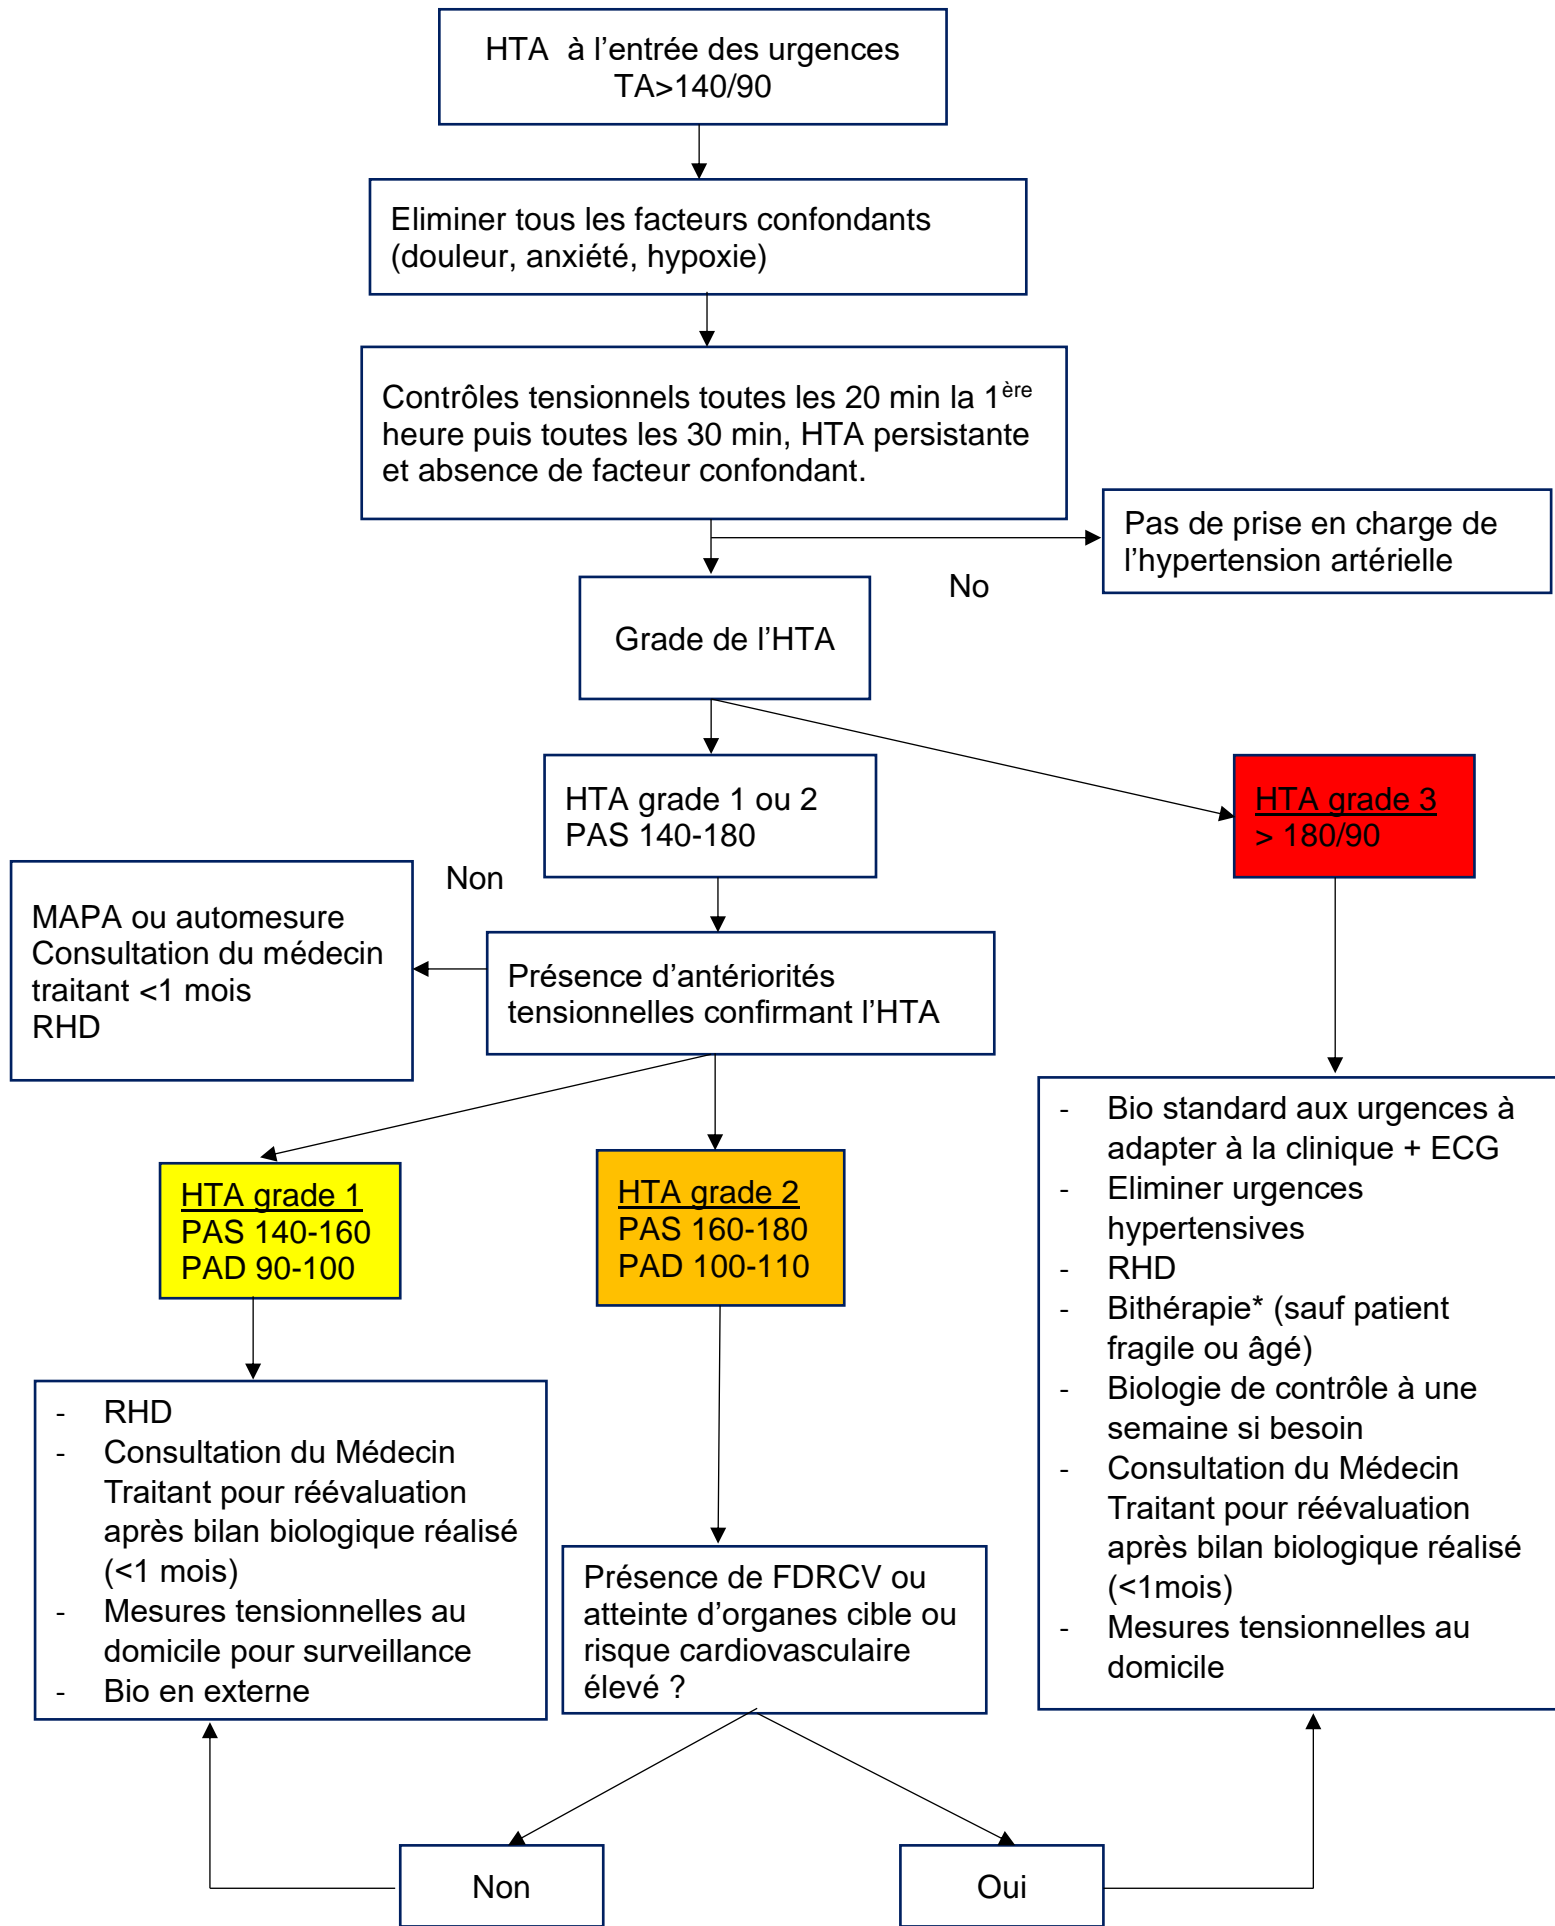 HTA à l’entrée des urgences
TA>140/90
Eliminer tous les facteurs confondants
(douleur, anxiété, hypoxie)
Contrôles tensionnels toutes les 20 min la 1ère
heure puis toutes les 30 min, HTA persistante
et absence de facteur confondant.
Pas de prise en charge de
l’hypertension artérielle
No
Grade de l’HTA
HTA grade 1 ou 2
PAS 140-180
HTA grade 3
> 180/90
Non
MAPA ou automesure
Consultation du médecin
traitant <1 mois
RHD
Présence d’antériorités
tensionnelles confirmant l’HTA
HTA grade 1
PAS 140-160
PAD 90-100
HTA grade 2
PAS 160-180
PAD 100-110
- Bio standard aux urgences à
adapter à la clinique + ECG
- Eliminer urgences
hypertensives
- RHD
- Bithérapie* (sauf patient
fragile ou âgé)
- Biologie de contrôle à une
semaine si besoin
- Consultation du Médecin
Traitant pour réévaluation
après bilan biologique réalisé
(<1mois)
- Mesures tensionnelles au
domicile
- RHD
- Consultation du Médecin
Traitant pour réévaluation
après bilan biologique réalisé
(<1 mois)
- Mesures tensionnelles au
domicile pour surveillance
- Bio en externe
Présence de FDRCV ou
atteinte d’organes cible ou
risque cardiovasculaire
élevé ?
Non
Oui